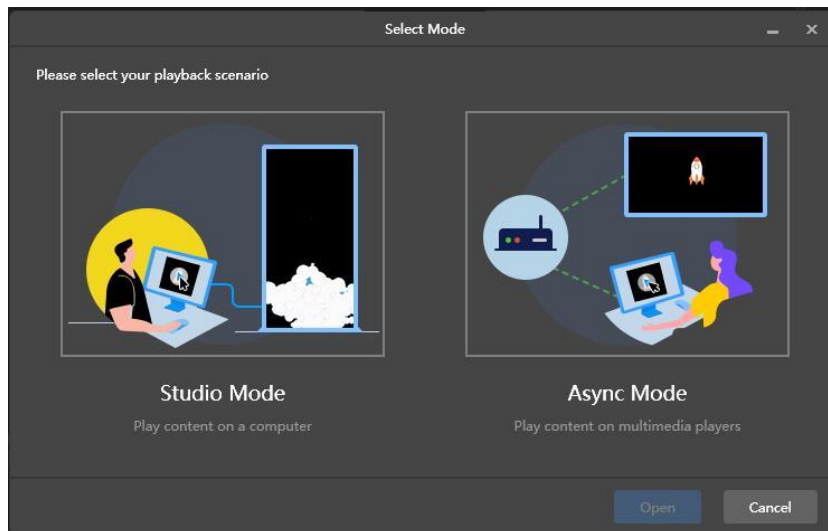 Select Mode
Please select your playback scenario
Studio Mode
Async Mode
Play content on a computer
Play content on multimedia players
Open
Cancel